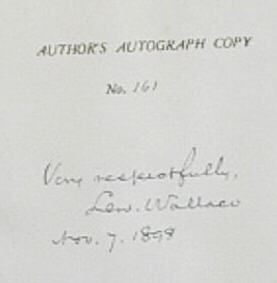 AUTHOR'S AUTOGRAPH COPY
No. 161
Very respectfully,
Lew. Wallace
Nov. 7. 1898